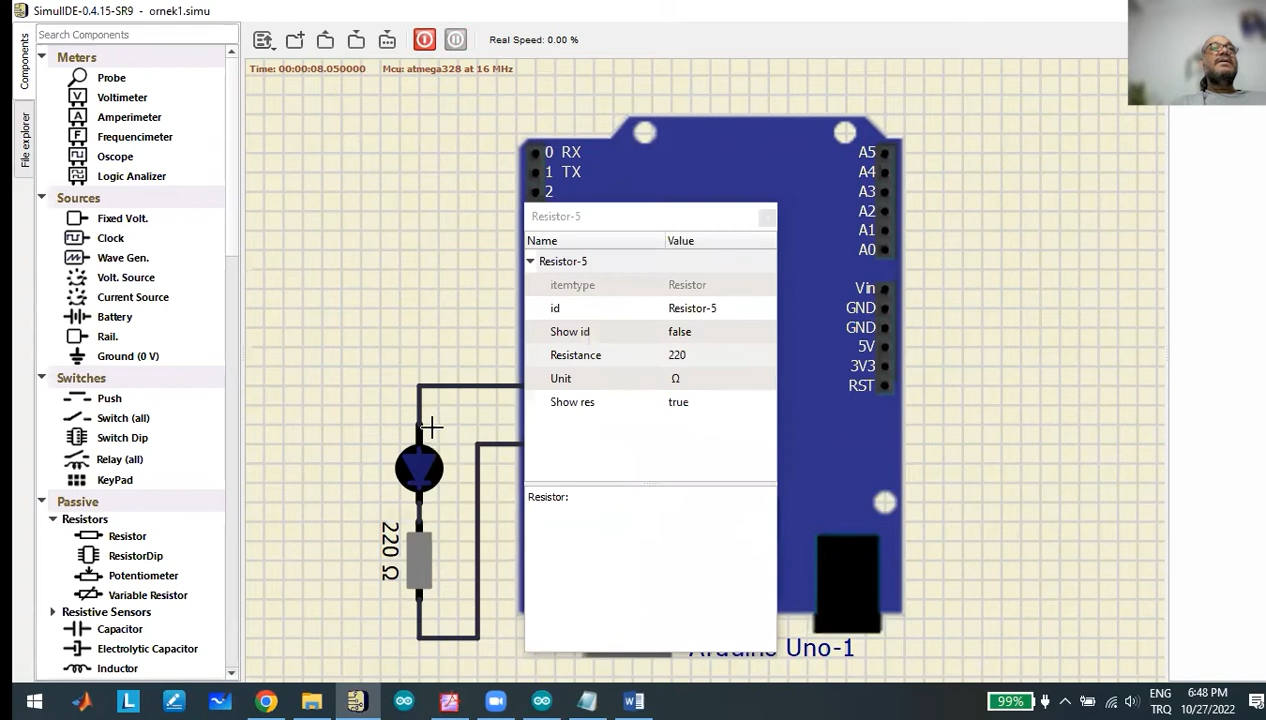 SimulIDE-0.4.15-SR9 - ornek1.simu
Components
File explorer
Search Components
Meters
Probe
Voltimeter
Amperimeter
Frequencimeter
Oscope
Logic Analizer
Sources
Fixed Volt.
Clock
Wave Gen.
Volt. Source
Current Source
Battery
Rail.
Ground (0 V)
Switches
Push
Switch (all)
Switch Dip
Relay (all)
KeyPad
Passive
Resistors
Resistor
ResistorDip
Potentiometer
Variable Resistor
Resistive Sensors
Capacitor
Electrolytic Capacitor
Inductor
Real Speed: 0.00 %
Time: 00:00:08.050000 Mcu: atmega328 at 16 MHz
0 RX
1 TX
2
A5
A4
A3
A2
A1
A0
Vin
GND
GND
5V
3V3
RST
Resistor-5
Name Value
Resistor-5
itemtype Resistor
id Resistor-5
Show id false
Resistance 220
Unit Ω
Show res true
Resistor:
220 Ω
Arduino Uno-1
99%
ENG
TRQ
6:48 PM
10/27/2022